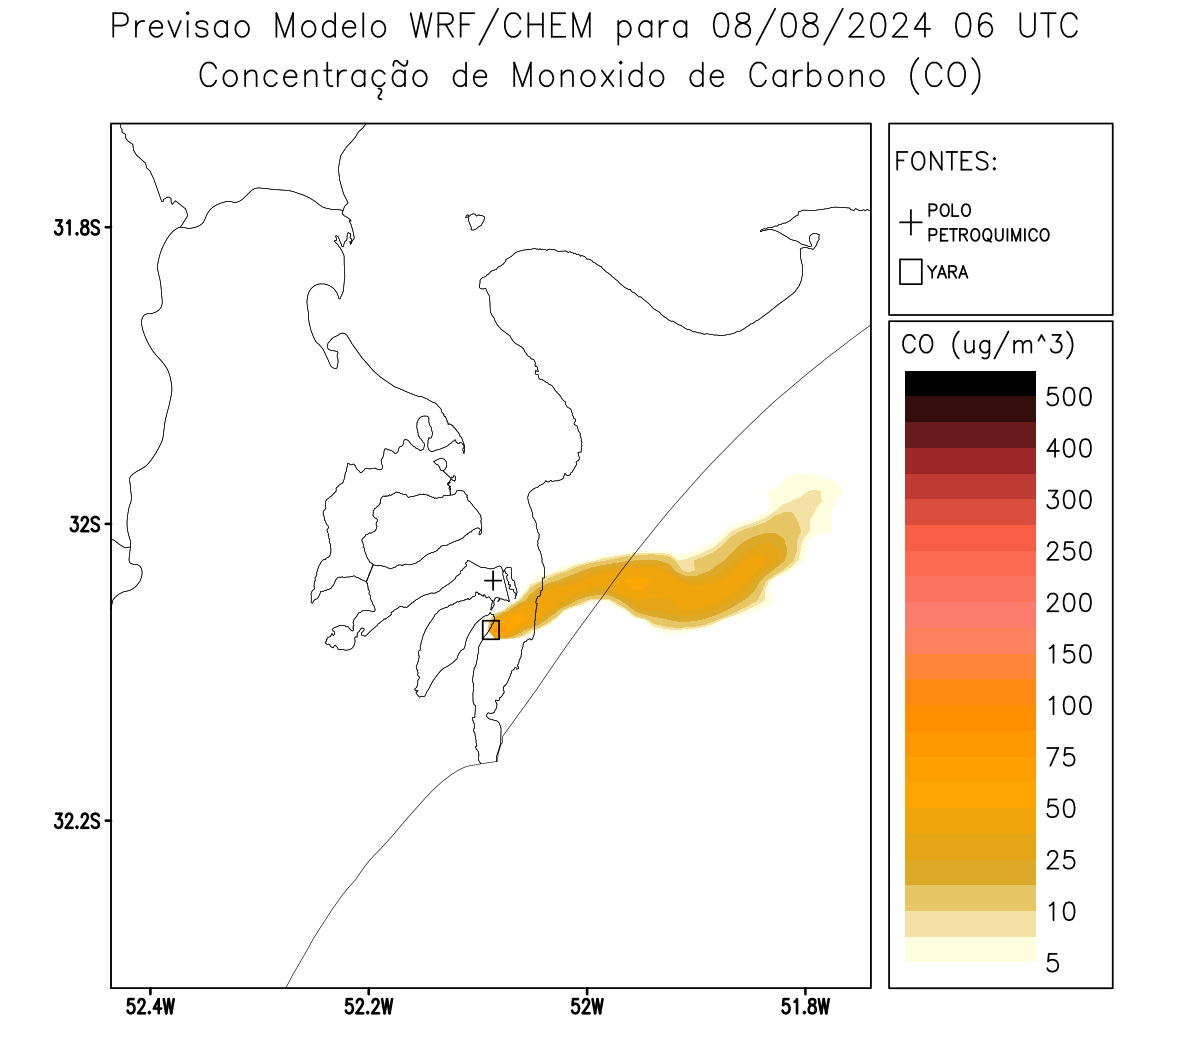 Previsao Modelo WRF/CHEM para 08/08/2024 06 UTC
Concentração de Monoxido de Carbono (CO)
FONTES:
POLO
PETROQUIMICO
YARA
CO (ug/m^3)
500
400
300
250
200
150
100
75
50
25
10
5
31.8S
32S
32.2S
52.4W
52.2W
52W
51.8W